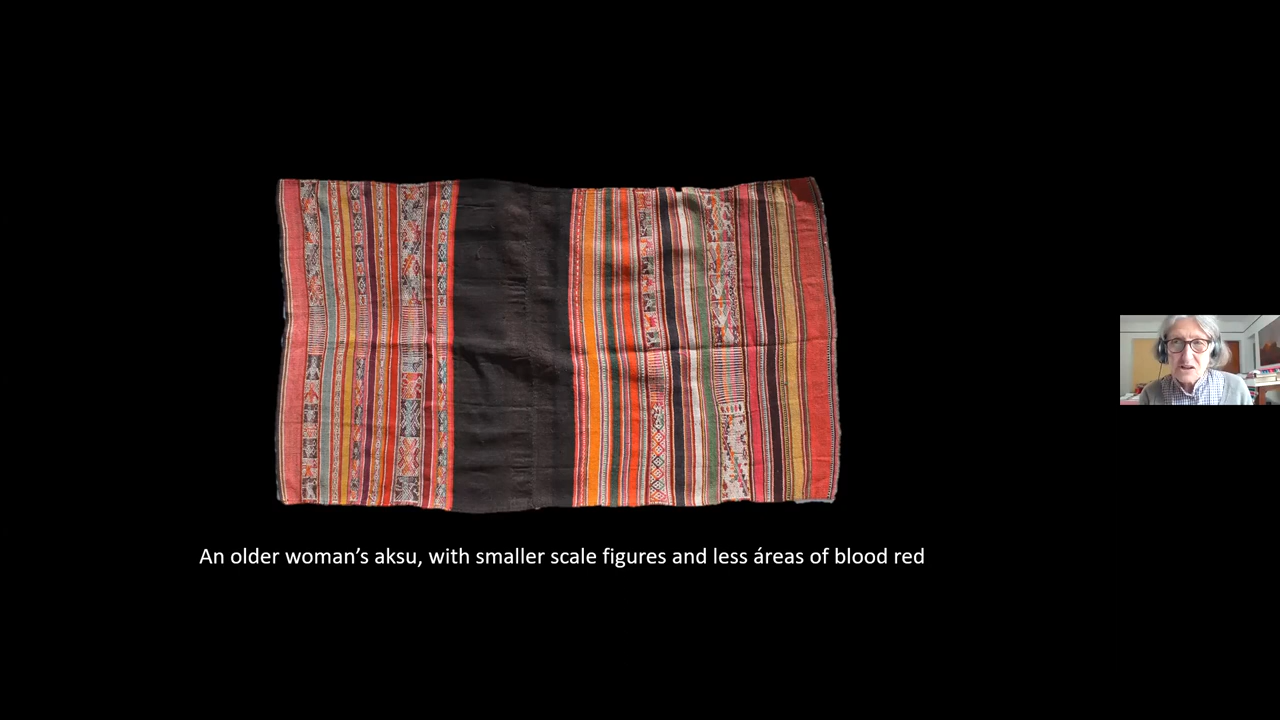 An older woman’s aksu, with smaller scale figures and less áreas of blood red